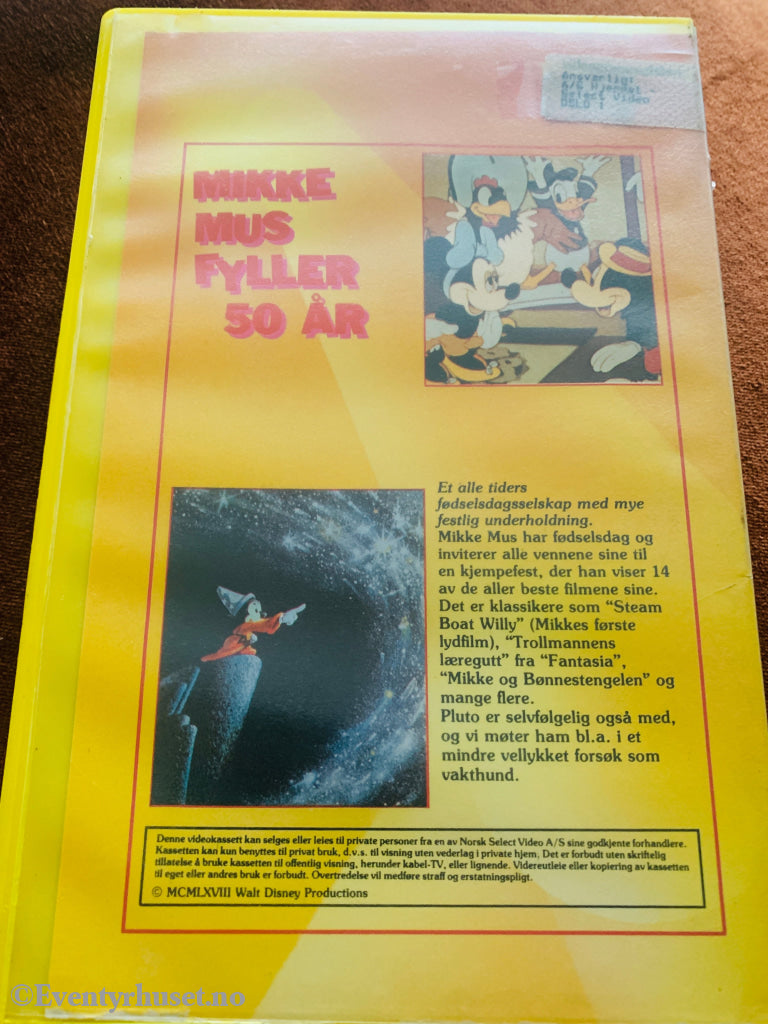 Ansvarlig:
A/S Hjemmet -
Select Video
OSLO 1
MIKKE
MUS
FYLLER
50 ÅR
Et alle tiders
fødselsdagsselskap med mye
festlig underholdning.
Mikke Mus har fødselsdag og
inviterer alle vennene sine til
en kjempefest, der han viser 14
av de aller beste filmene sine.
Det er klassikere som “Steam
Boat Willy” (Mikkes første
lydfilm), “Trollmannens
læregutt” fra “Fantasia”,
“Mikke og Bønnestengelen” og
mange flere.
Pluto er selvfølgelig også med,
og vi møter ham bl.a. i et
mindre vellykket forsøk som
vakthund.
Denne videokassett kan selges eller leies til private personer fra en av Norsk Select Video A/S sine godkjente forhandlere.
Kassetten kan kun benyttes til privat bruk, d.v.s. til visning uten vederlag i private hjem. Det er forbudt uten skriftlig
tillatelse å bruke kassetten til offentlig visning, herunder kabel-TV, eller lignende. Videreutleie eller kopiering av kassetten
til eget eller andres bruk er forbudt. Overtredelse vil medføre straff og erstatningspligt.
© MCMLXVIII Walt Disney Productions
©Eventyrhuset.no